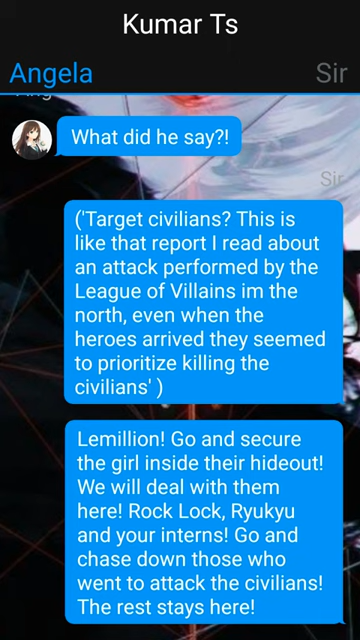 Kumar Ts
Angela
Sir
What did he say?!
Sir
('Target civilians? This is
like that report I read about
an attack performed by the
League of Villains im the
north, even when the
heroes arrived they seemed
to prioritize killing the
civilians' )
Lemillion! Go and secure
the girl inside their hideout!
We will deal with them
here! Rock Lock, Ryukyu
and your interns! Go and
chase down those who
went to attack the civilians!
The rest stays here!